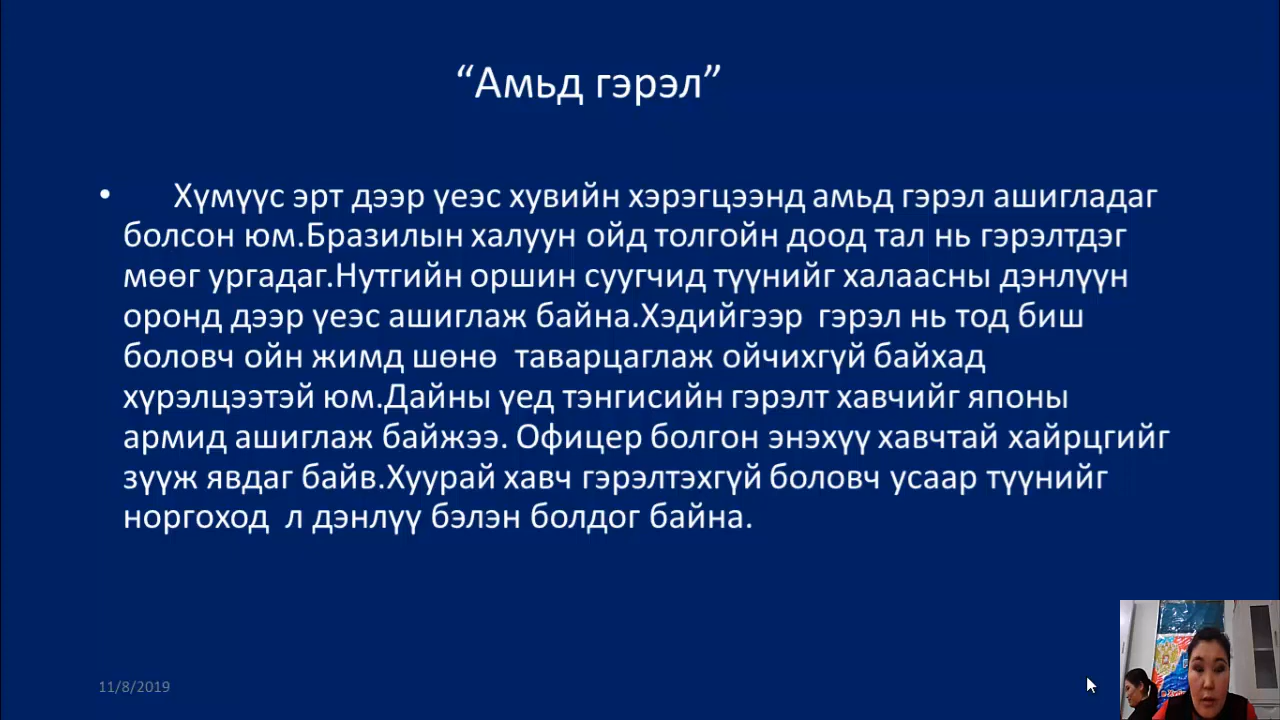 “Амьд гэрэл”
• Хүмүүс эрт дээр үеэс хувийн хэрэгцээнд амьд гэрэл ашигладаг
болсон юм.Бразилын халуун ойд толгойн доод тал нь гэрэлтдэг
мөөг ургадаг.Нутгийн оршин суугчид түүнийг халаасны дэнлүүн
оронд дээр үеэс ашиглаж байна.Хэдийгээр гэрэл нь тод биш
боловч ойн жимд шөнө таварцаглаж ойчихгүй байхад
хүрэлцээтэй юм.Дайны үед тэнгисийн гэрэлт хавчийг японы
армид ашиглаж байжээ. Офицер болгон энэхүү хавчтай хайрцгийг
зүүж явдаг байв.Хуурай хавч гэрэлтэхгүй боловч усаар түүнийг
норгоход л дэнлүү бэлэн болдог байна.
11/8/2019